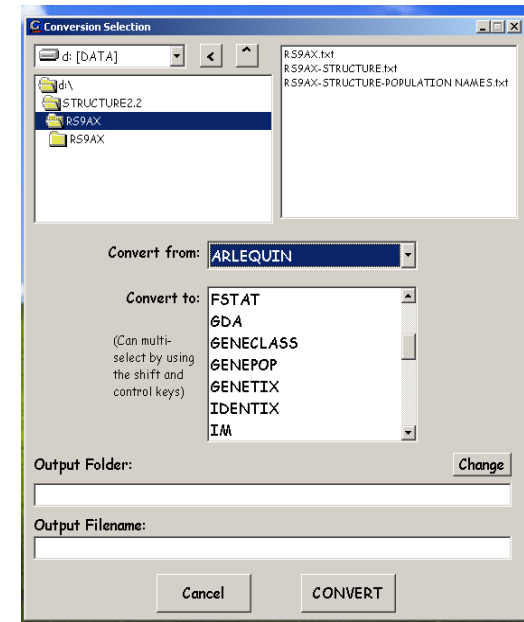 Conversion Selection
d: [DATA]
<
^
d:\
STRUCTURE2.2
RS9AX
RS9AX
RS9AX.txt
RS9AX-STRUCTURE.txt
RS9AX-STRUCTURE-POPULATION NAMES.txt
Convert from:
ARLEQUIN
Convert to:
(Can multi-
select by using
the shift and
control keys)
FSTAT
GDA
GENECLASS
GENEPOP
GENETIX
IDENTIX
IM
Output Folder:
Change
Output Filename:
Cancel
CONVERT